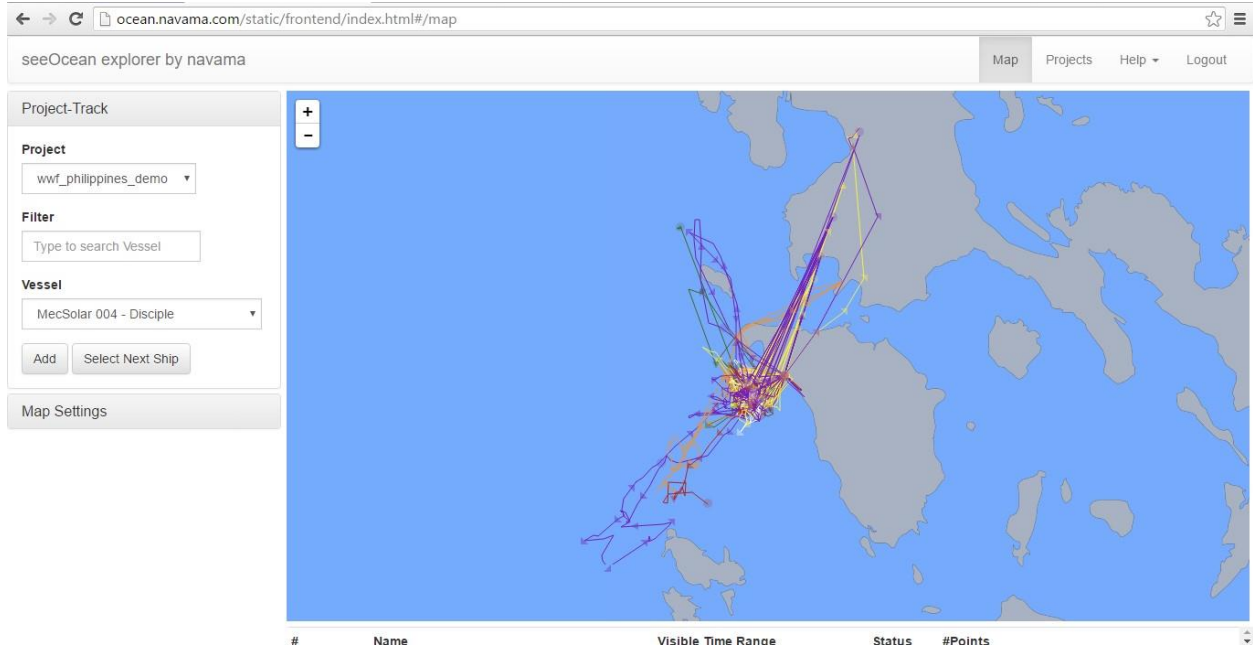 ocean.navama.com/static/frontend/index.html#/map
seeOcean explorer by navama
Map Projects Help Logout
Project-Track
+
−
Project
wwf_philippines_demo
Filter
Type to search Vessel
Vessel
MecSolar 004 - Disciple
Add Select Next Ship
Map Settings
# Name Visible Time Range Status #Points